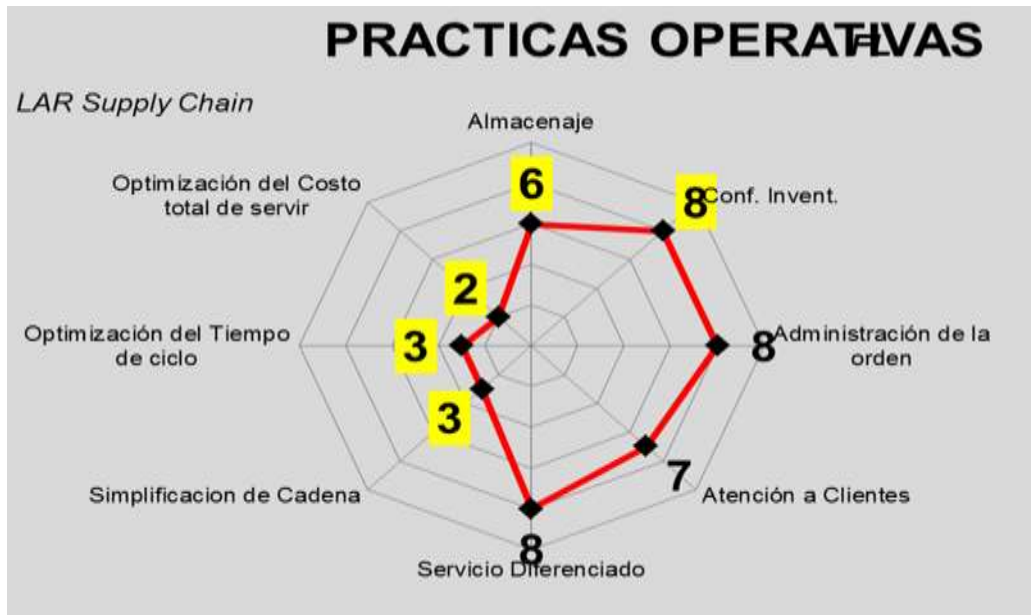 PRACTICAS OPERATIVAS
LAR Supply Chain
Almacenaje
Optimización del Costo
total de servir
6
8
Conf. Invent.
2
Optimización del Tiempo
de ciclo
3
8
Administración de la
orden
3
7
Simplificacion de Cadena
Atención a Clientes
8
Servicio Diferenciado